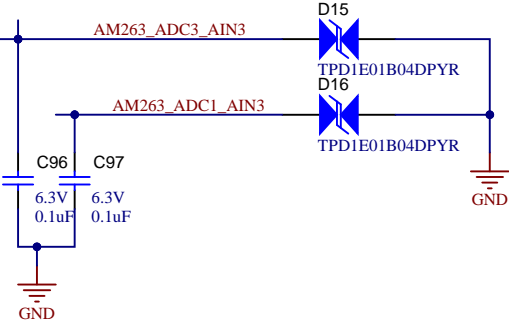 D15
AM263_ADC3_AIN3
TPD1E01B04DPYR
D16
AM263_ADC1_AIN3
TPD1E01B04DPYR
C96 C97
6.3V 6.3V
0.1uF 0.1uF
GND
GND